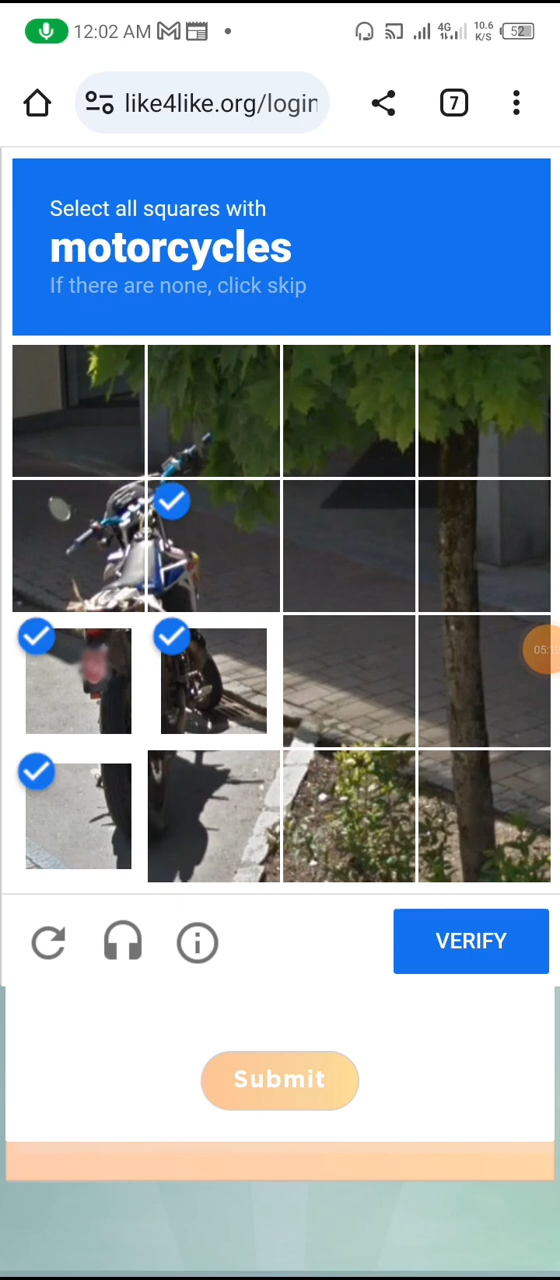 12:02 AM
4G
10.6
K/S
52
like4like.org/login
7
Select all squares with
motorcycles
If there are none, click skip
VERIFY
Submit